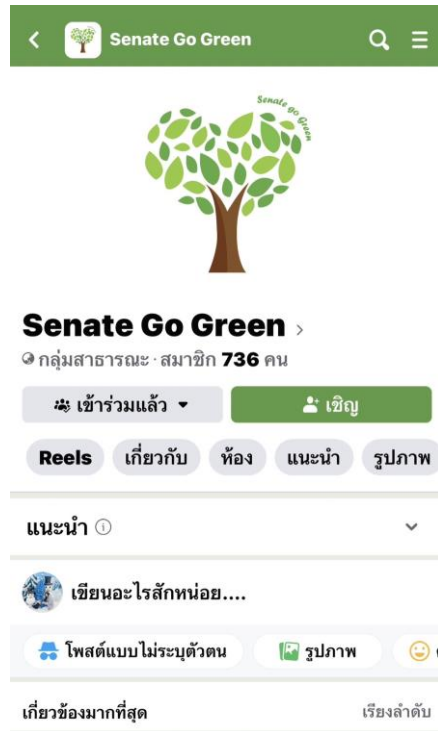 Senate Go Green
Senate go Green
Senate Go Green
กลุ่มสาธารณะ · สมาชิก 736 คน
เข้าร่วมแล้ว เชิญ
Reels เกี่ยวกับ ห้อง แนะนำ รูปภาพ
แนะนำ
เขียนอะไรสักหน่อย....
โพสต์แบบไม่ระบุตัวตน รูปภาพ
เกี่ยวข้องมากที่สุด เรียงลำดับ